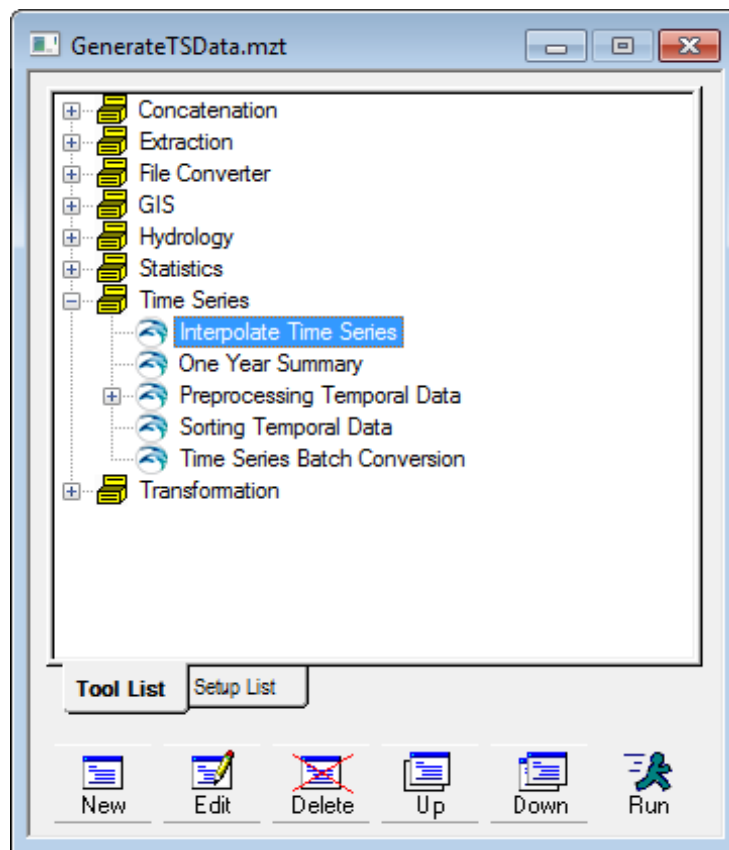 GenerateTSData.mzt
Concatenation
Extraction
File Converter
GIS
Hydrology
Statistics
Time Series
Interpolate Time Series
One Year Summary
Preprocessing Temporal Data
Sorting Temporal Data
Time Series Batch Conversion
Transformation
Tool List Setup List
New Edit Delete Up Down Run